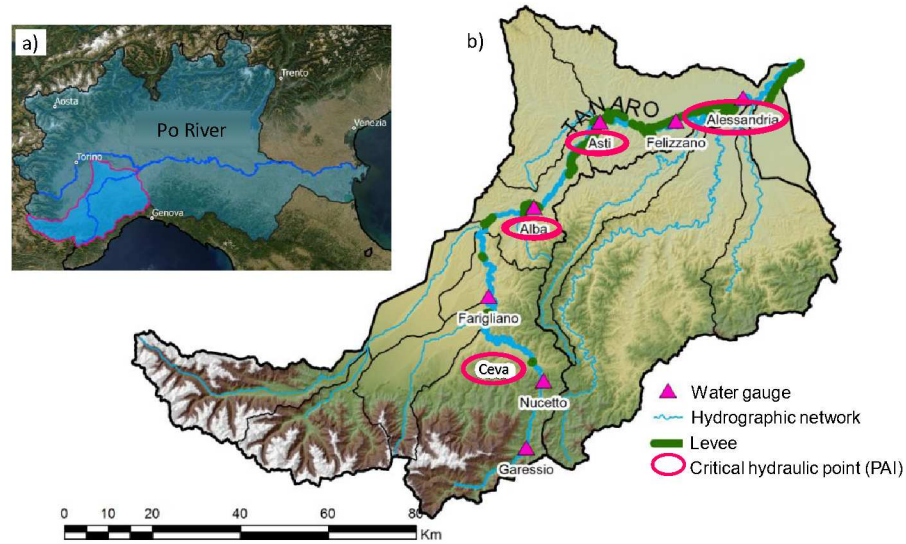 a)
Trento
Aosta
Po River
Venezia
Torino
Genova
b)
TANARO
Alessandria
Asti
Felizzano
Alba
Farigliano
Ceva
Nucetto
Garessio
Water gauge
Hydrographic network
Levee
Critical hydraulic point (PAI)
0 10 20 40 60 80
Km